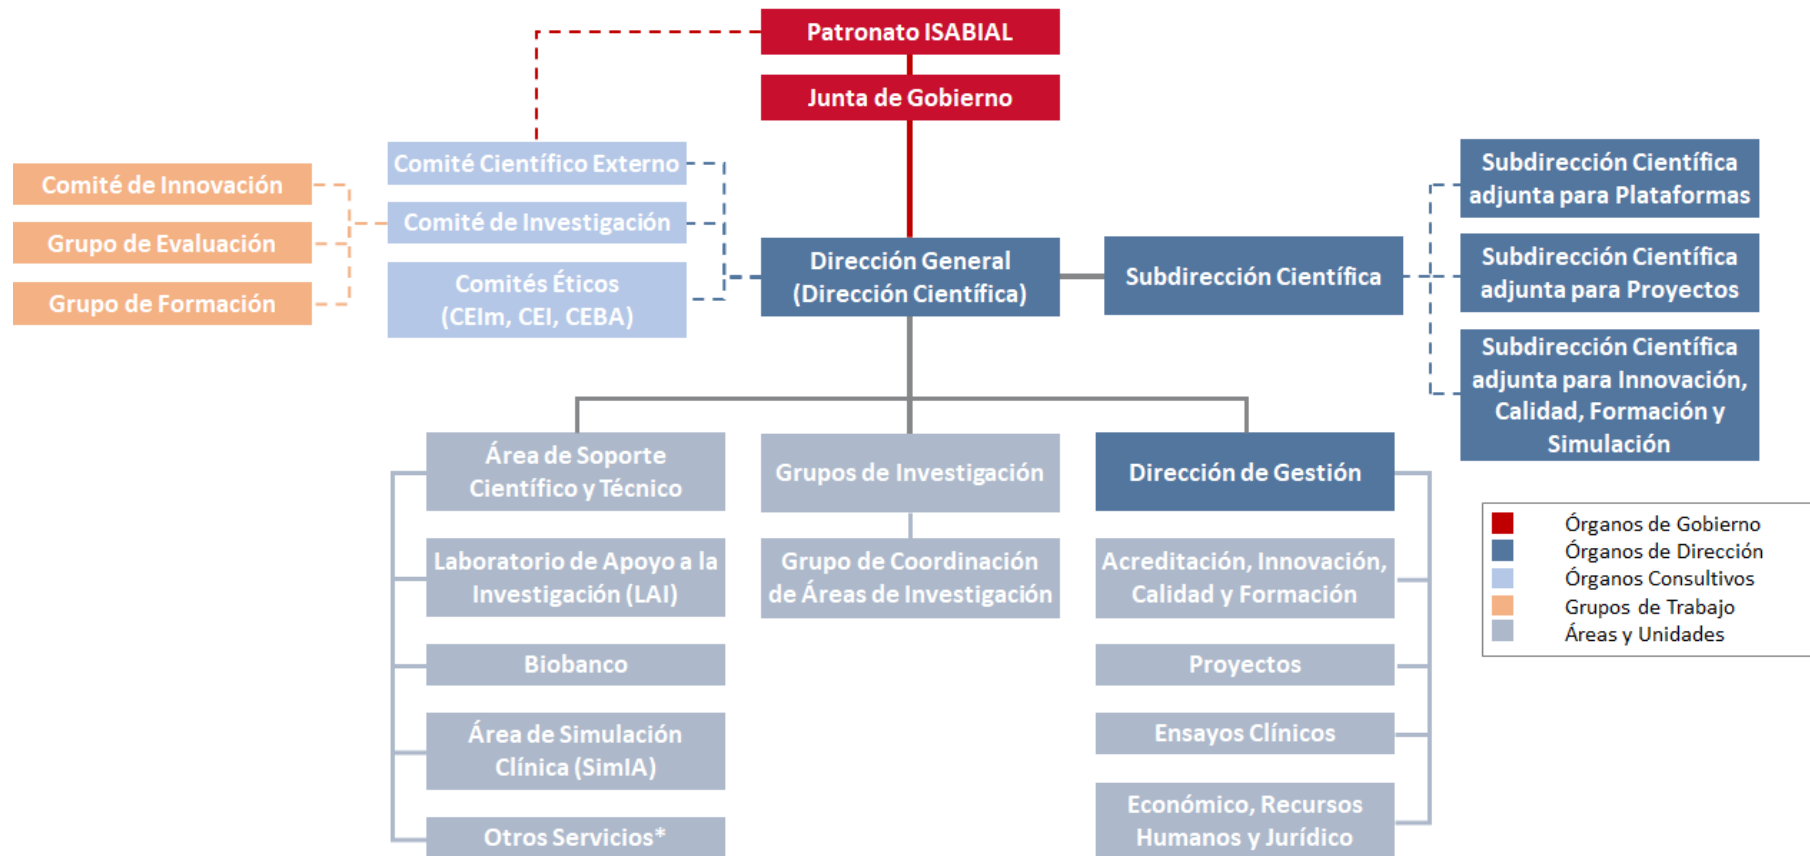 Patronato ISABIAL
Junta de Gobierno
Comité Científico Externo
Comité de Investigación
Comités Éticos
(CEIm, CEI, CEBA)
Comité de Innovación
Grupo de Evaluación
Grupo de Formación
Dirección General
(Dirección Científica)
Subdirección Científica
Subdirección Científica
adjunta para Plataformas
Subdirección Científica
adjunta para Proyectos
Subdirección Científica
adjunta para Innovación,
Calidad, Formación y
Simulación
Área de Soporte
Científico y Técnico
Laboratorio de Apoyo a la
Investigación (LAI)
Biobanco
Área de Simulación
Clínica (SimIA)
Otros Servicios*
Grupos de Investigación
Grupo de Coordinación
de Áreas de Investigación
Dirección de Gestión
Acreditación, Innovación,
Calidad y Formación
Proyectos
Ensayos Clínicos
Económico, Recursos
Humanos y Jurídico
Órganos de Gobierno
Órganos de Dirección
Órganos Consultivos
Grupos de Trabajo
Áreas y Unidades